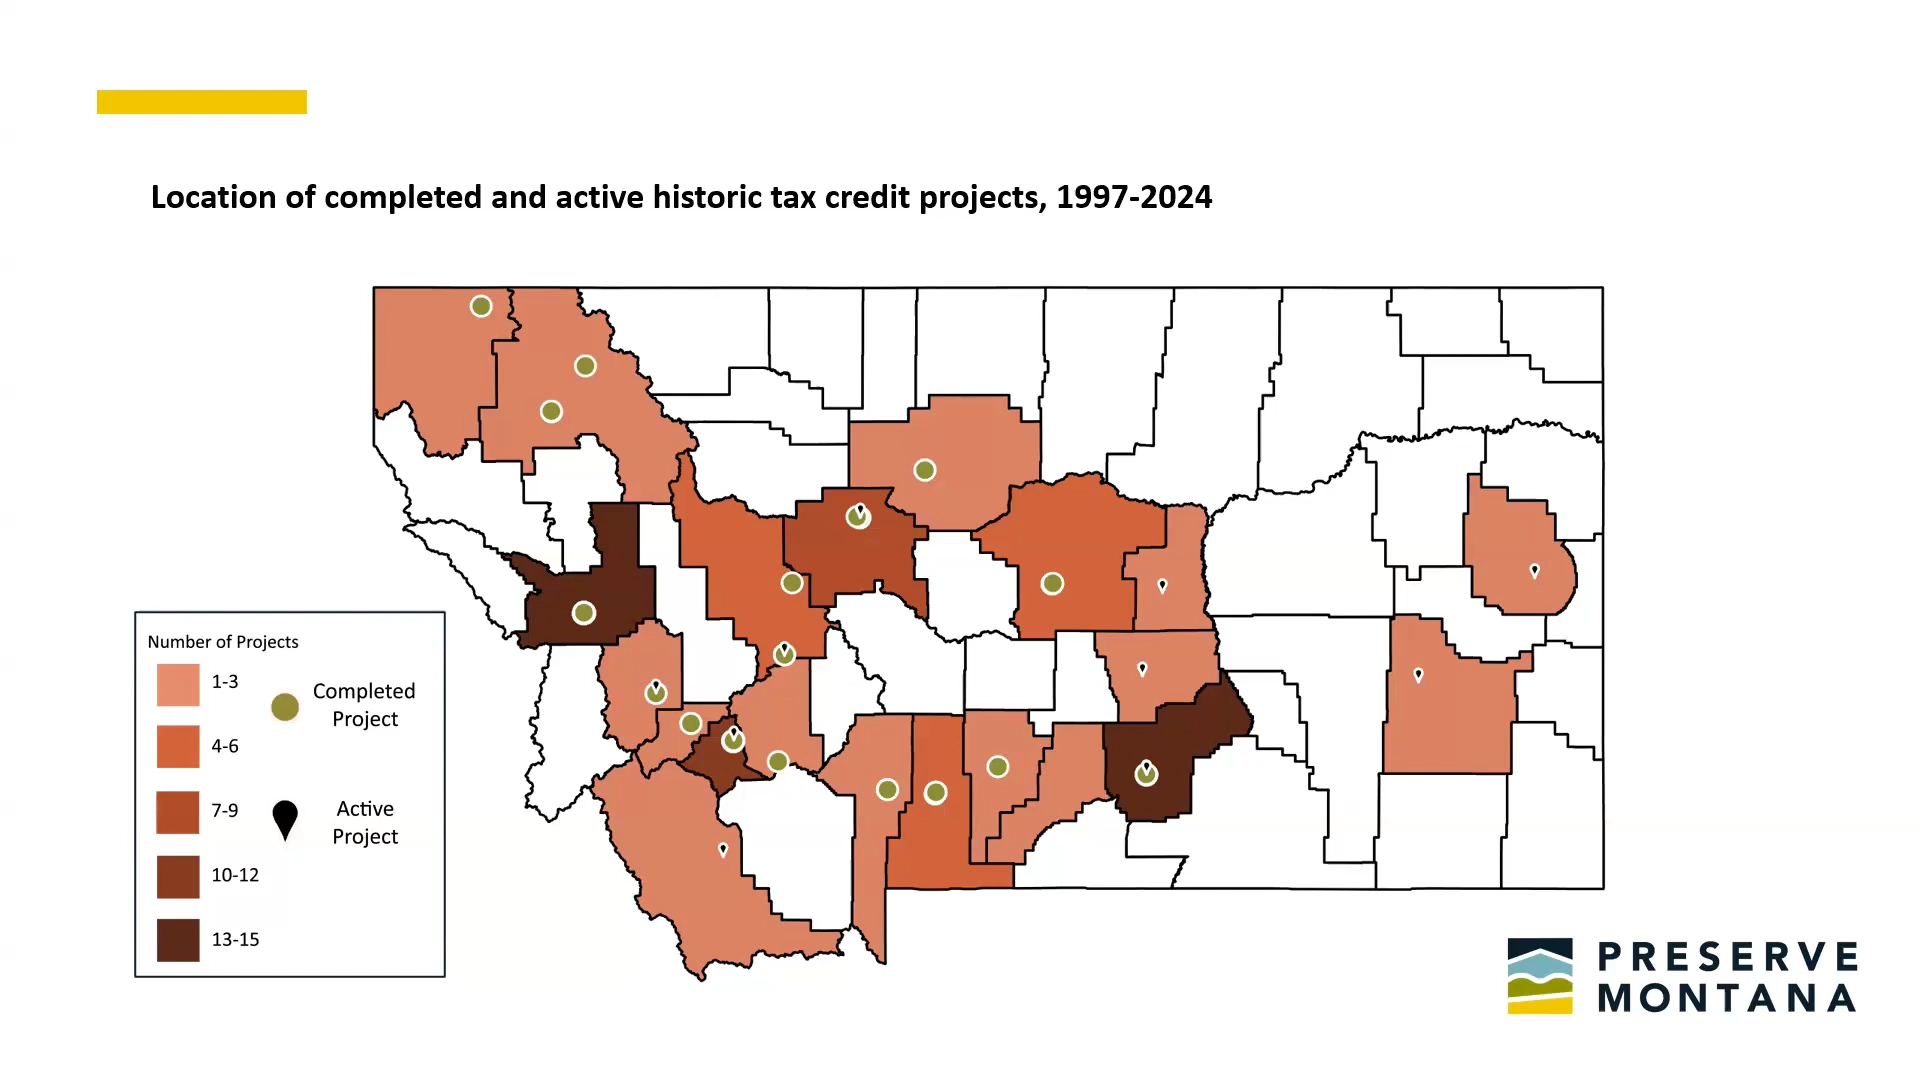 Location of completed and active historic tax credit projects, 1997-2024
Number of Projects
1-3
4-6
7-9
10-12
13-15
Completed
Project
Active
Project
PRESERVE
MONTANA